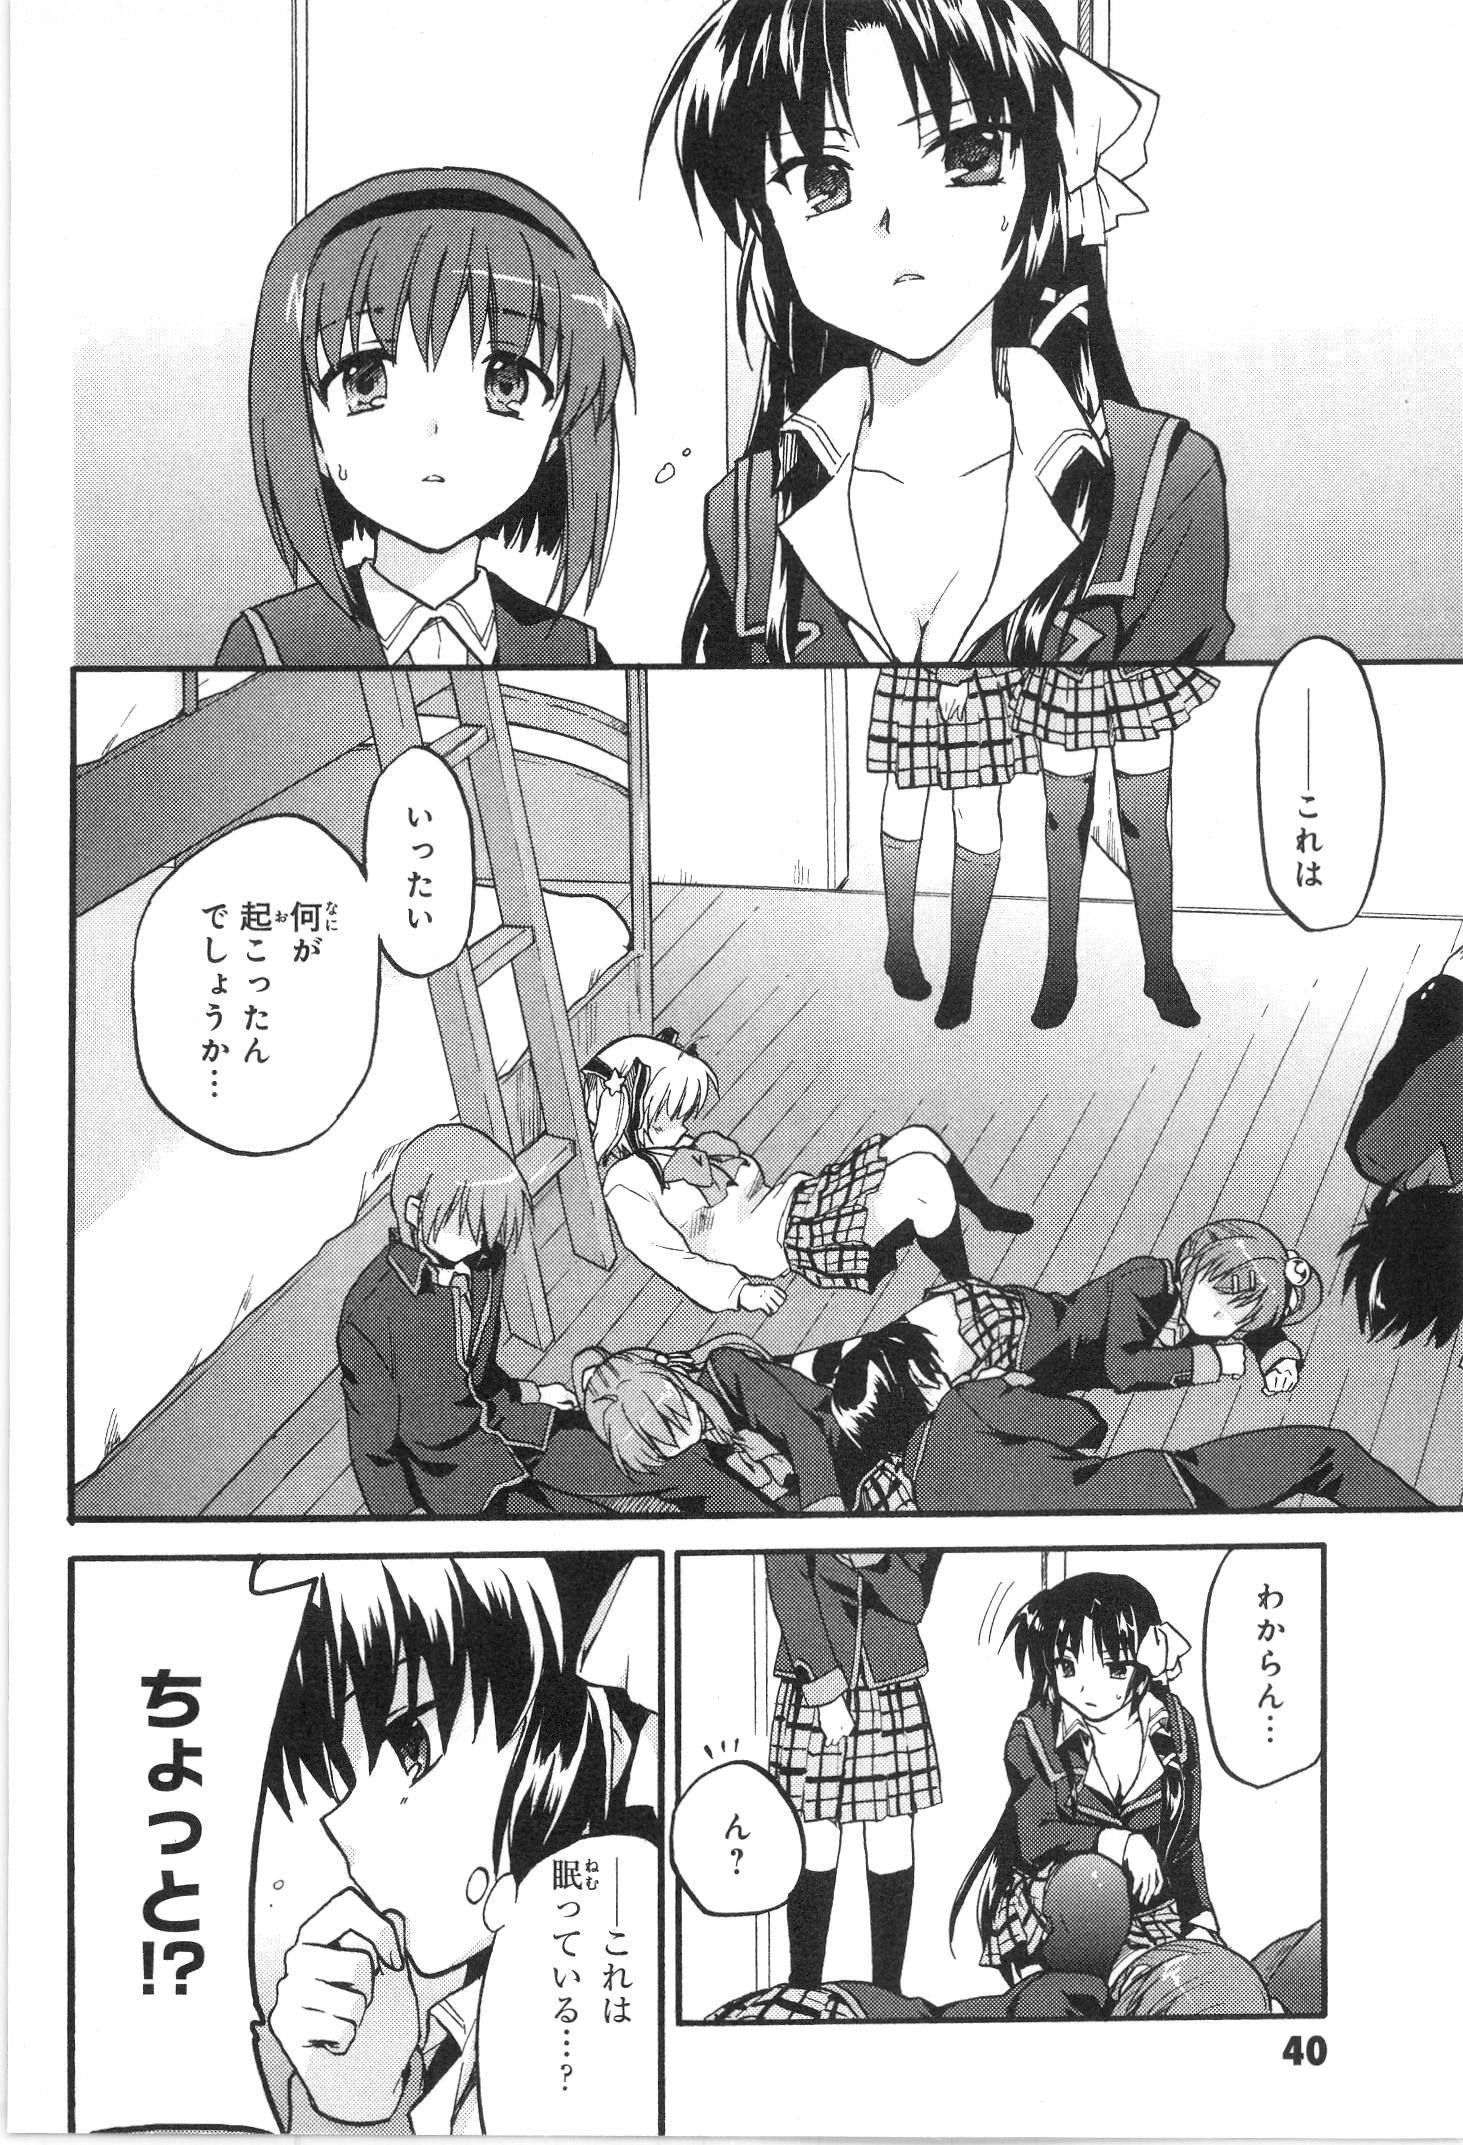 ──これは
いったい
何が
起こったん
でしょうか…
わからん…
ん?
──これは
眠っている…?
ちょっと!?
40